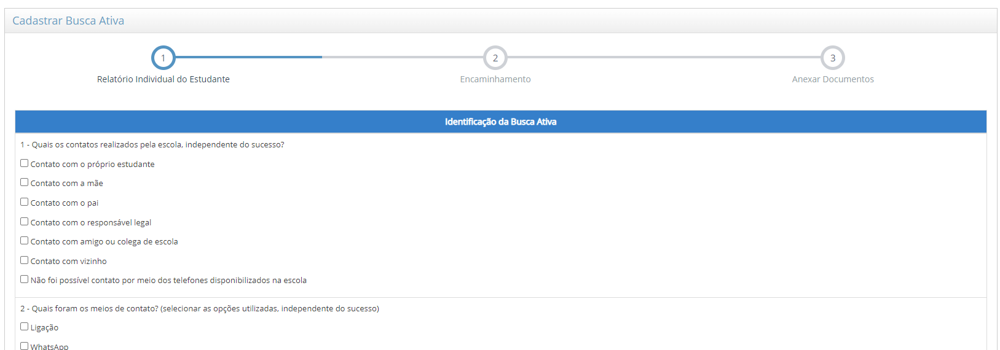 Cadastrar Busca Ativa
1
2
3
Relatório Individual do Estudante
Encaminhamento
Anexar Documentos
Identificação da Busca Ativa
1 - Quais os contatos realizados pela escola, independente do sucesso?
Contato com o próprio estudante
Contato com a mãe
Contato com o pai
Contato com o responsável legal
Contato com amigo ou colega de escola
Contato com vizinho
Não foi possível contato por meio dos telefones disponibilizados na escola
2 - Quais foram os meios de contato? (selecionar as opções utilizadas, independente do sucesso)
Ligação
WhatsApp